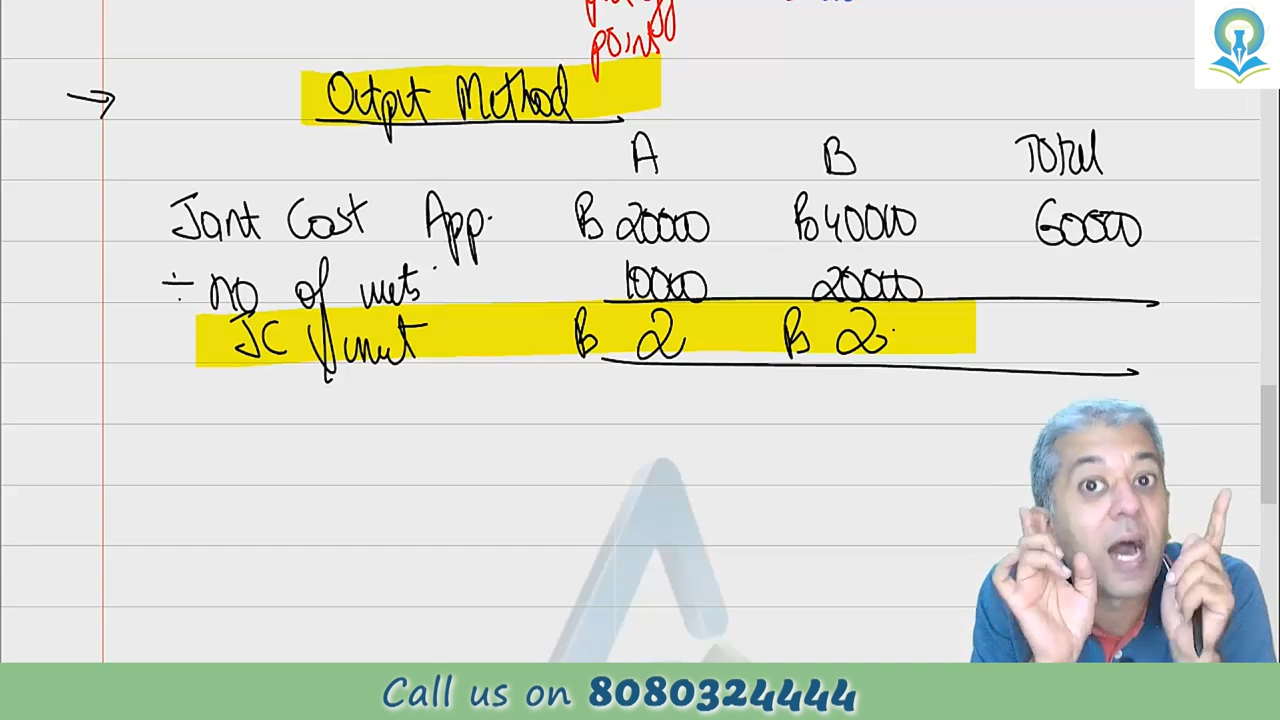 point
→ Output Method
A B Total
Joint Cost App. ₨ 20000 ₨ 40000 60000
÷ no of units 10000 20000
JC / unit ₨ 2 ₨ 2
Call us on 8080324444